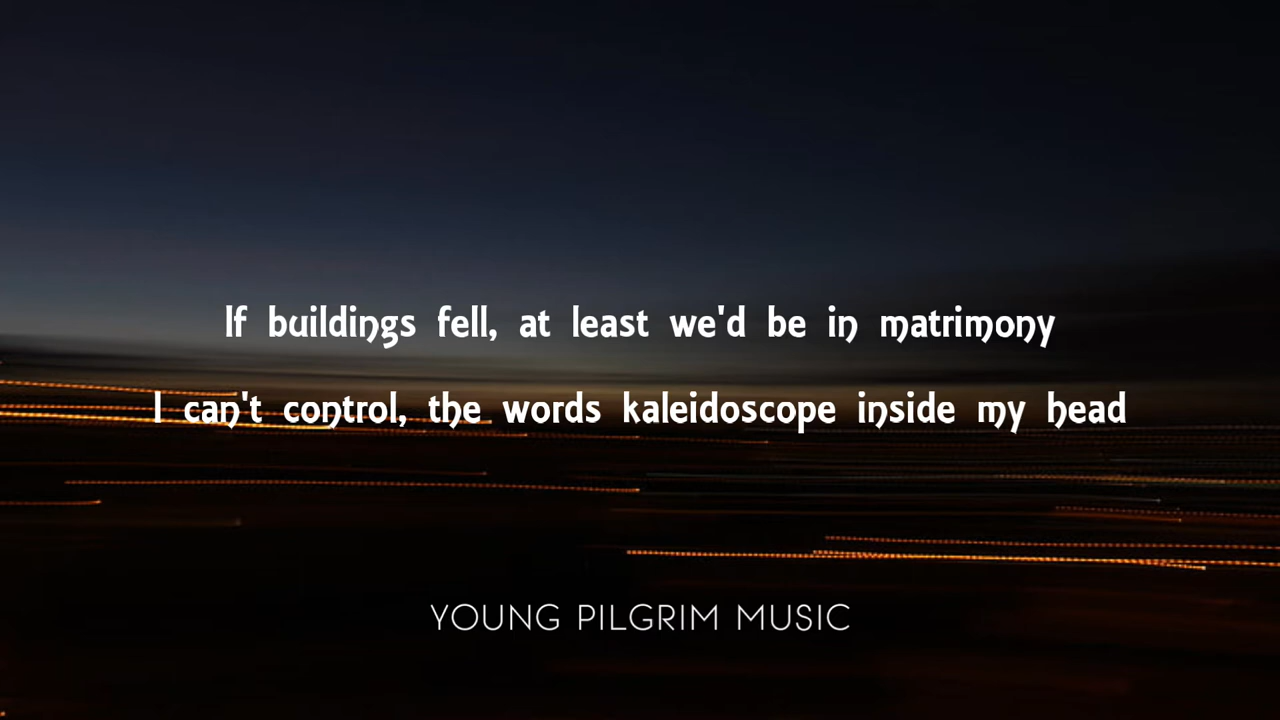 If buildings fell, at least we'd be in matrimony
I can't control, the words kaleidoscope inside my head
YOUNG PILGRIM MUSIC